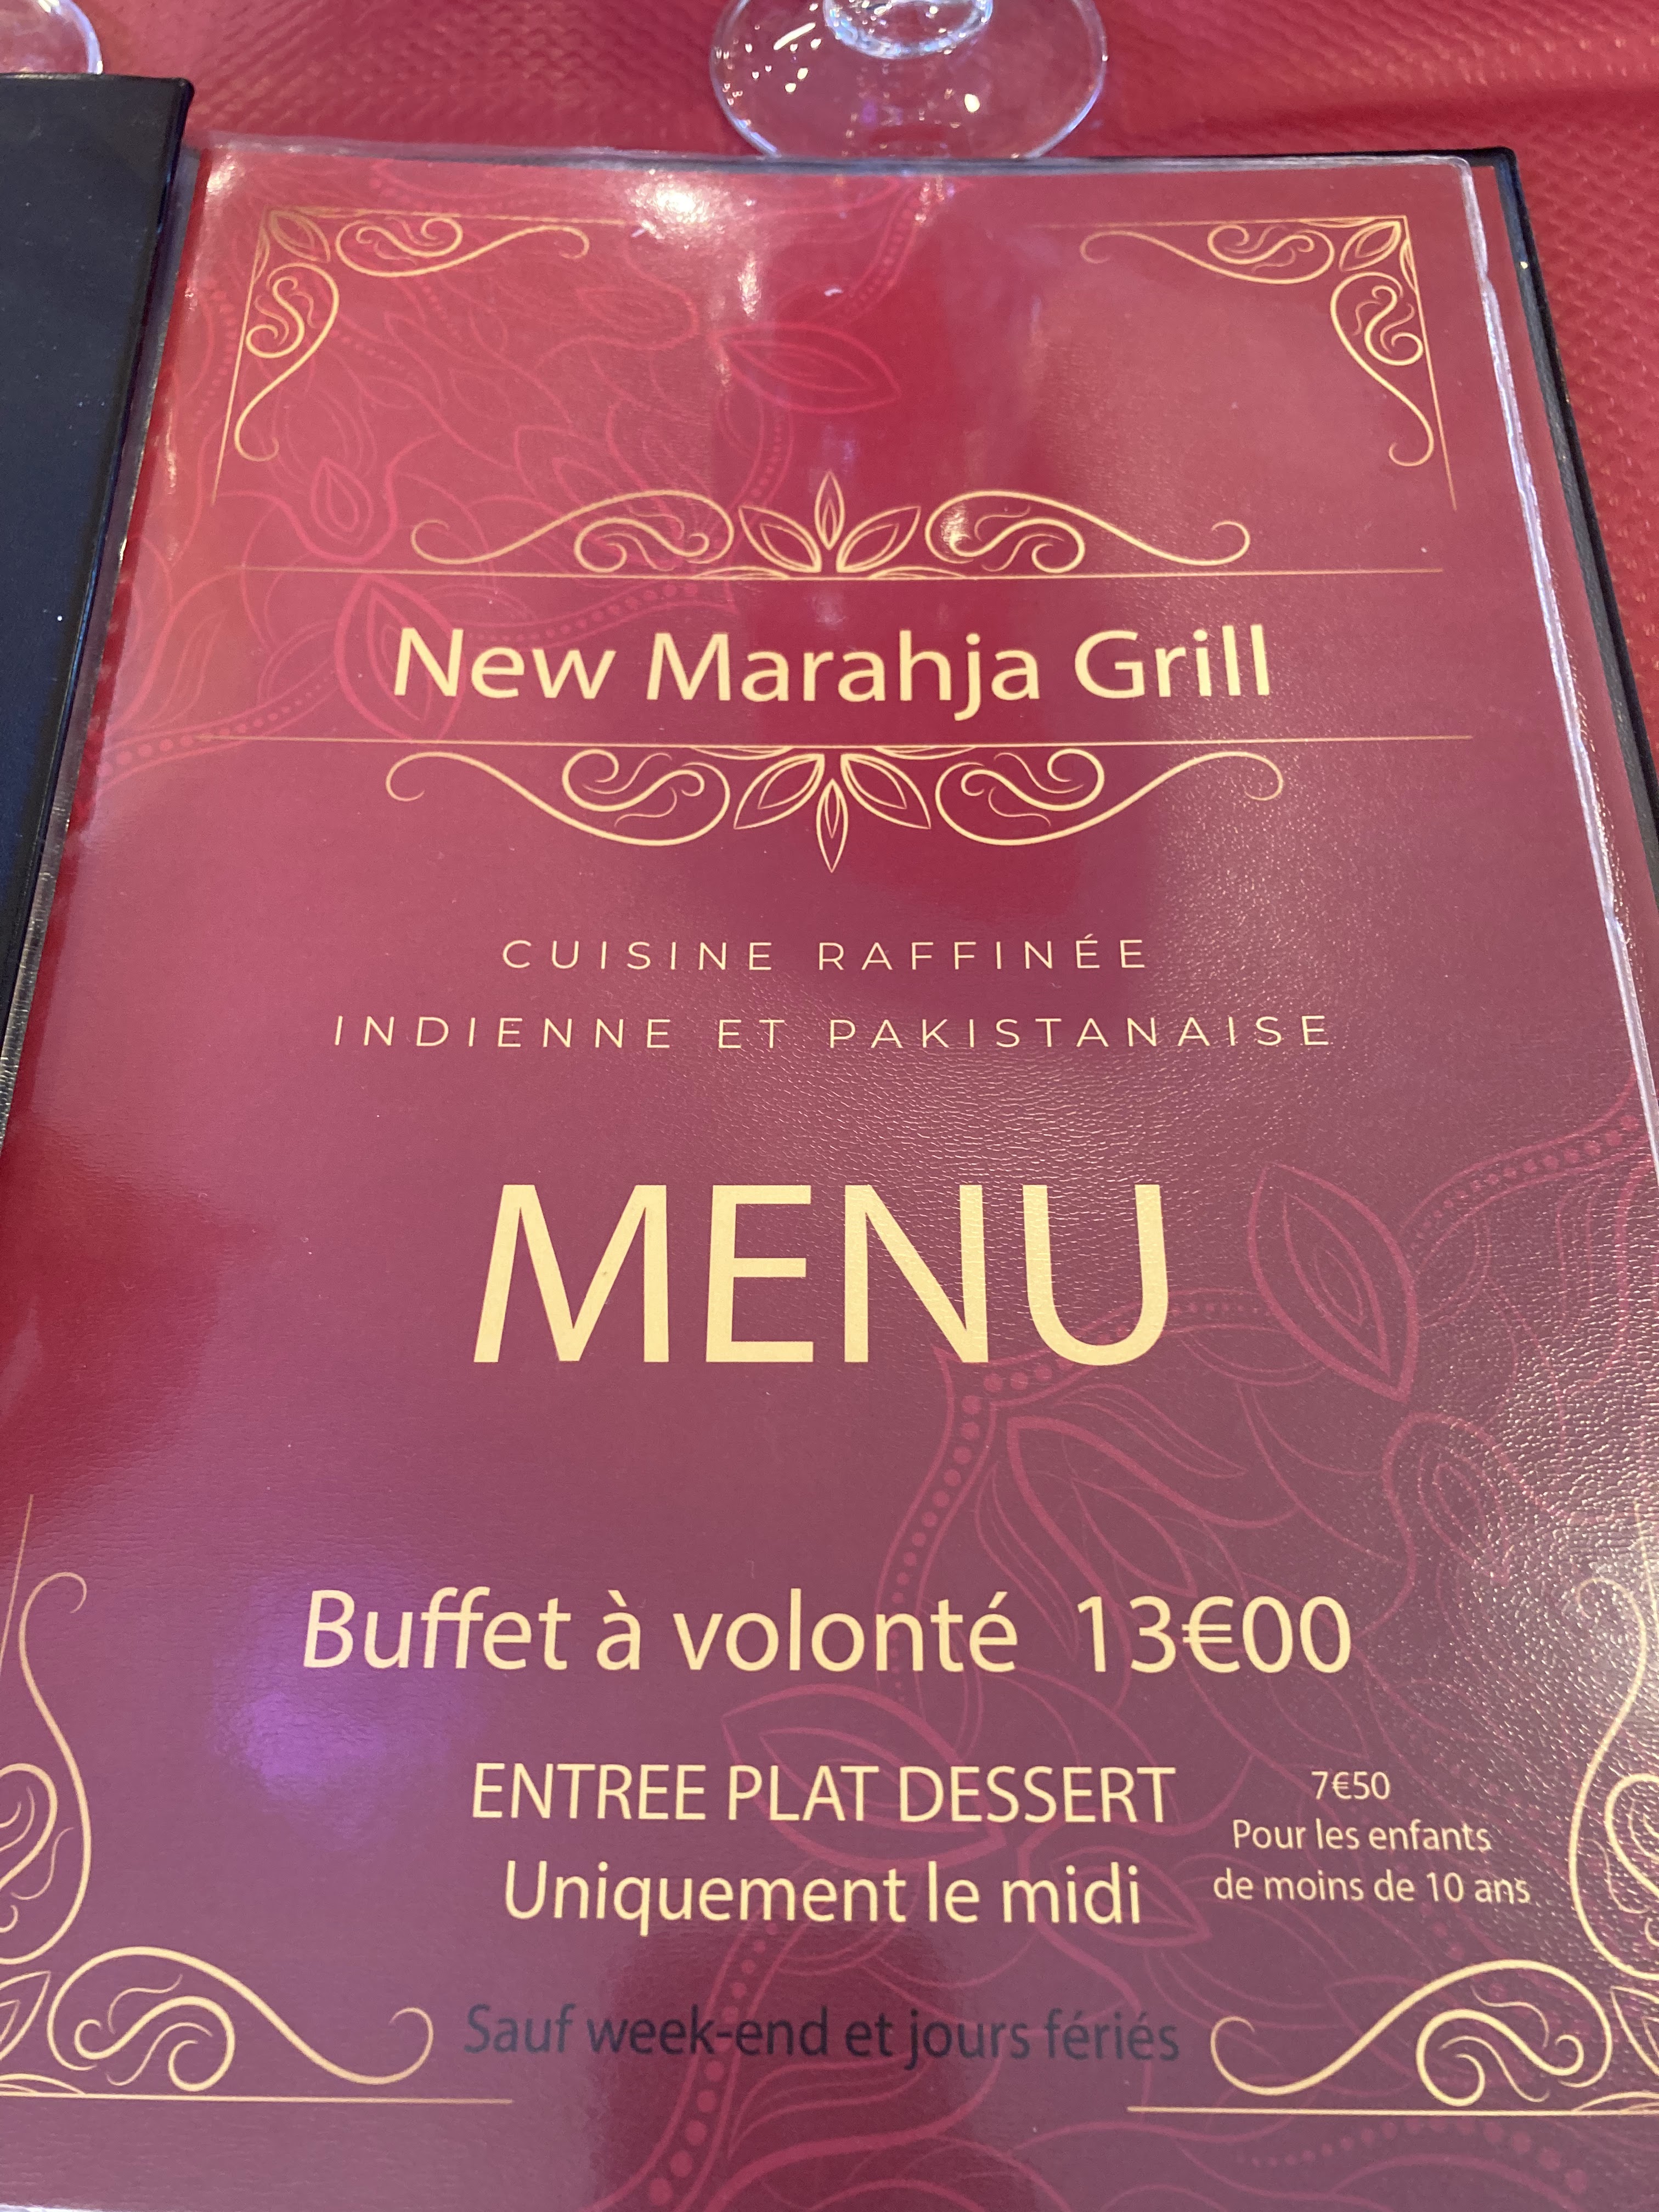 New Marahja Grill
CUISINE RAFFINÉE
INDIENNE ET PAKISTANAISE
MENU
Buffet à volonté 13€00
ENTREE PLAT DESSERT
Uniquement le midi
7€50
Pour les enfants
de moins de 10 ans
Sauf week-end et jours fériés